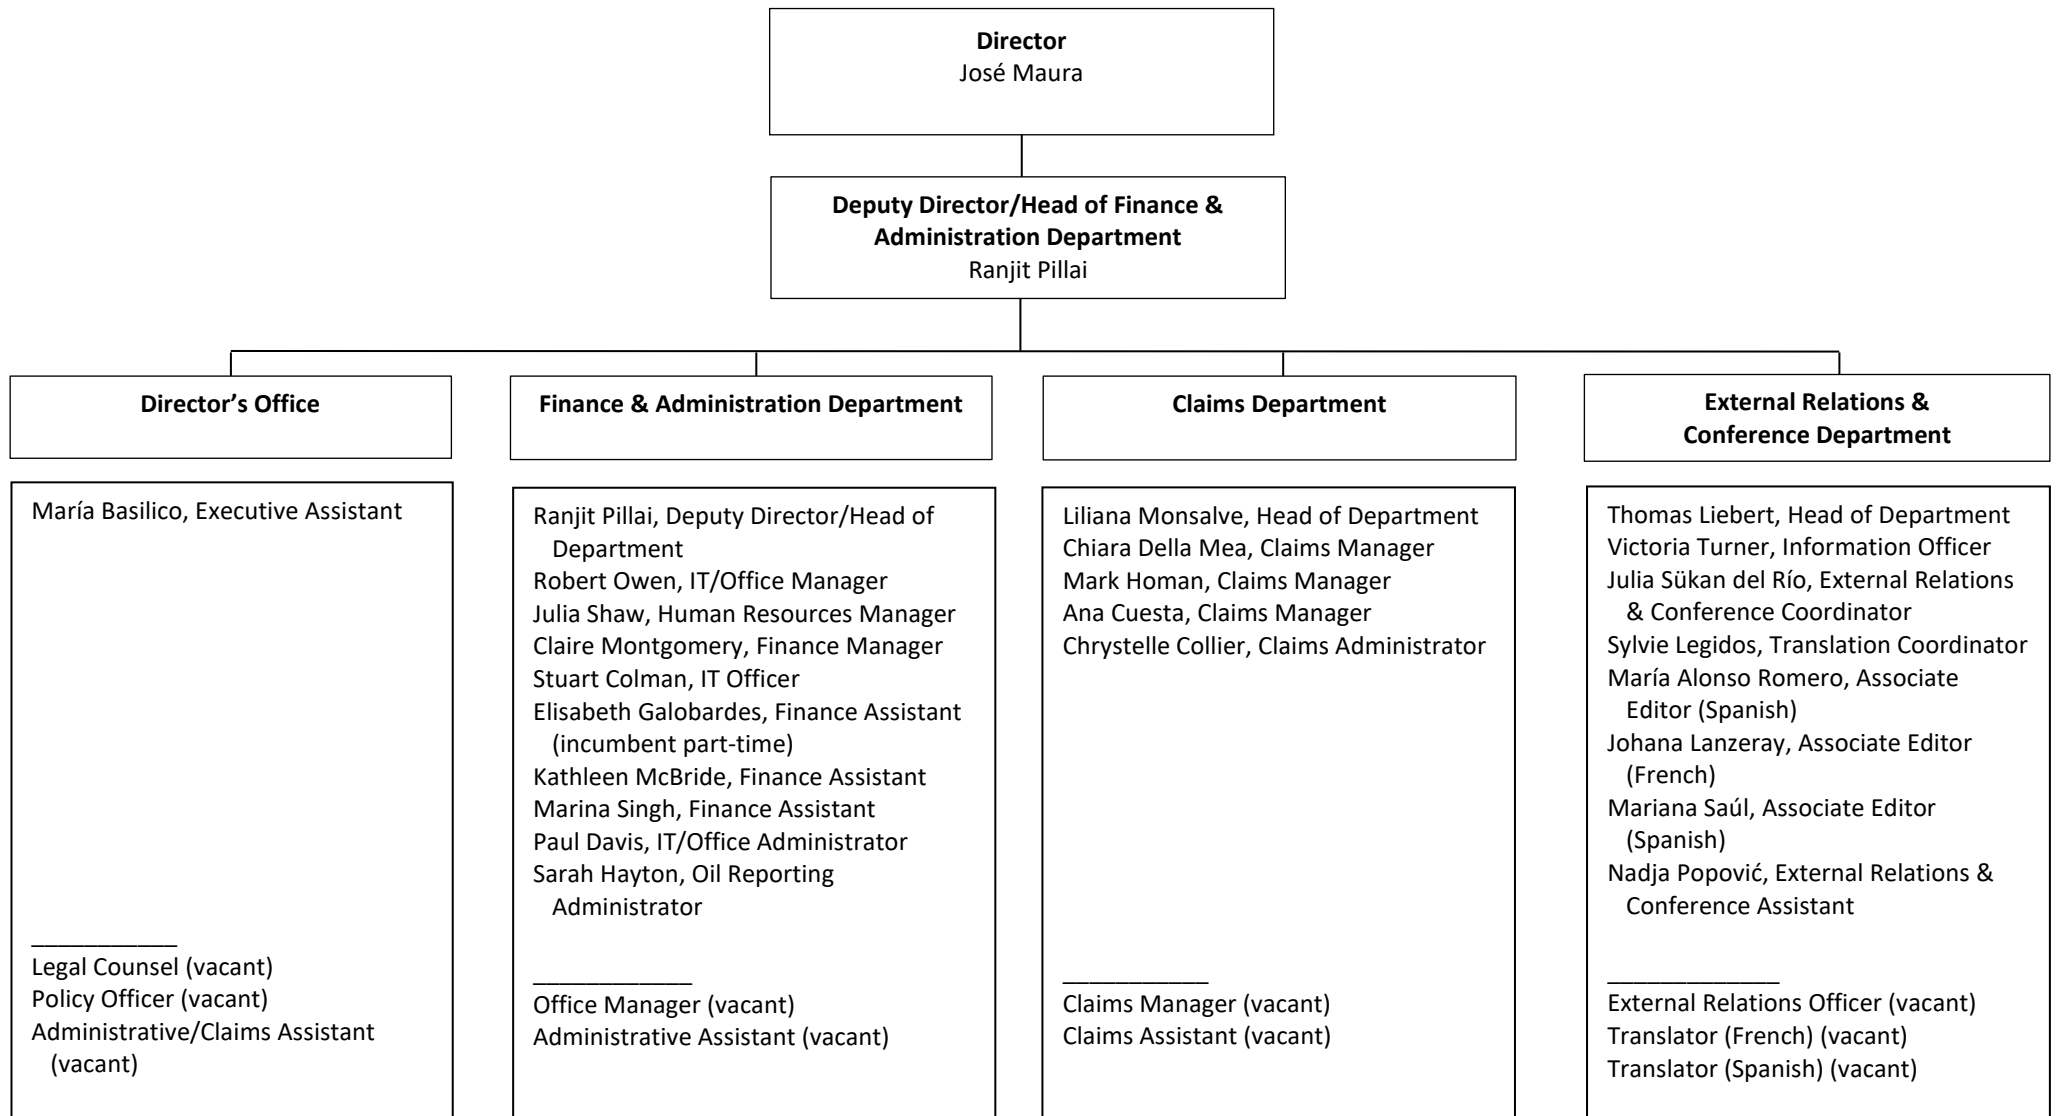 Director
José Maura
Deputy Director/Head of Finance &
Administration Department
Ranjit Pillai
Director’s Office
Finance & Administration Department
Claims Department
External Relations &
Conference Department
María Basilico, Executive Assistant
___________
Legal Counsel (vacant)
Policy Officer (vacant)
Administrative/Claims Assistant
(vacant)
Ranjit Pillai, Deputy Director/Head of
Department
Robert Owen, IT/Office Manager
Julia Shaw, Human Resources Manager
Claire Montgomery, Finance Manager
Stuart Colman, IT Officer
Elisabeth Galobardes, Finance Assistant
(incumbent part-time)
Kathleen McBride, Finance Assistant
Marina Singh, Finance Assistant
Paul Davis, IT/Office Administrator
Sarah Hayton, Oil Reporting
Administrator
____________
Office Manager (vacant)
Administrative Assistant (vacant)
Liliana Monsalve, Head of Department
Chiara Della Mea, Claims Manager
Mark Homan, Claims Manager
Ana Cuesta, Claims Manager
Chrystelle Collier, Claims Administrator
___________
Claims Manager (vacant)
Claims Assistant (vacant)
Thomas Liebert, Head of Department
Victoria Turner, Information Officer
Julia Sükan del Río, External Relations
& Conference Coordinator
Sylvie Legidos, Translation Coordinator
María Alonso Romero, Associate
Editor (Spanish)
Johana Lanzeray, Associate Editor
(French)
Mariana Saúl, Associate Editor
(Spanish)
Nadja Popović, External Relations &
Conference Assistant
_____________
External Relations Officer (vacant)
Translator (French) (vacant)
Translator (Spanish) (vacant)